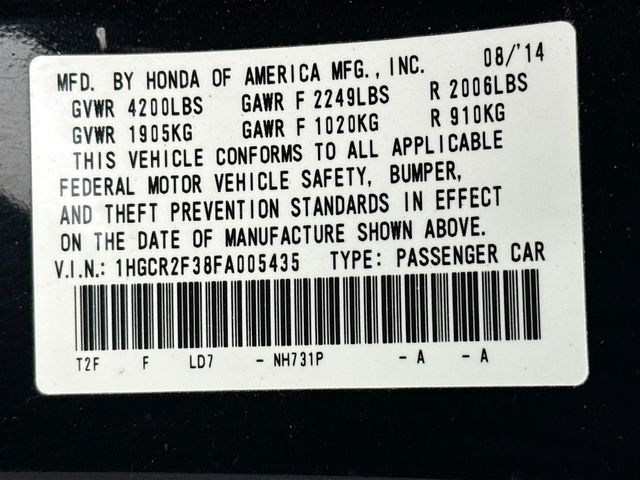 MFD. BY HONDA OF AMERICA MFG., INC. 08/'14
GVWR 4200LBS GAWR F 2249LBS R 2006LBS
GVWR 1905KG GAWR F 1020KG R 910KG
THIS VEHICLE CONFORMS TO ALL APPLICABLE
FEDERAL MOTOR VEHICLE SAFETY, BUMPER,
AND THEFT PREVENTION STANDARDS IN EFFECT
ON THE DATE OF MANUFACTURE SHOWN ABOVE.
V.I.N.: 1HGCR2F38FA005435 TYPE: PASSENGER CAR
T2F F LD7 - NH731P - A - A